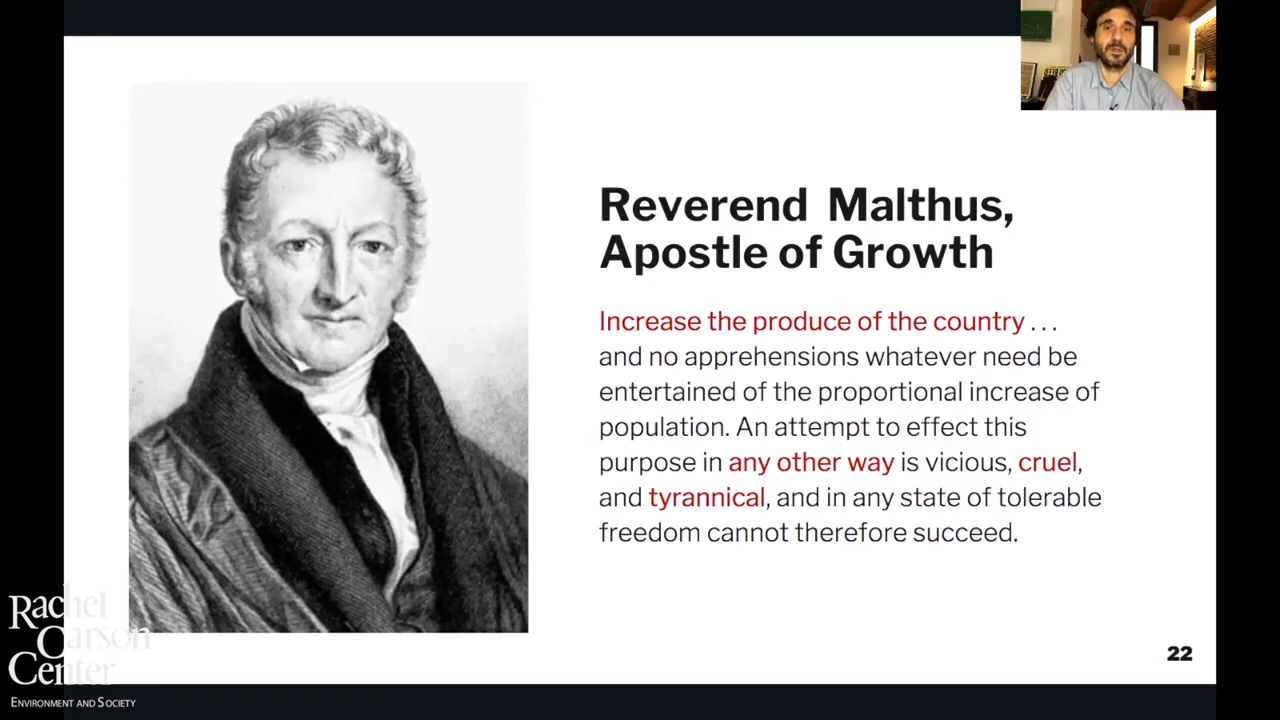 Reverend Malthus,
Apostle of Growth
Increase the produce of the country . . .
and no apprehensions whatever need be
entertained of the proportional increase of
population. An attempt to effect this
purpose in any other way is vicious, cruel,
and tyrannical, and in any state of tolerable
freedom cannot therefore succeed.
22
Rachel
Carson
Center
ENVIRONMENT AND SOCIETY